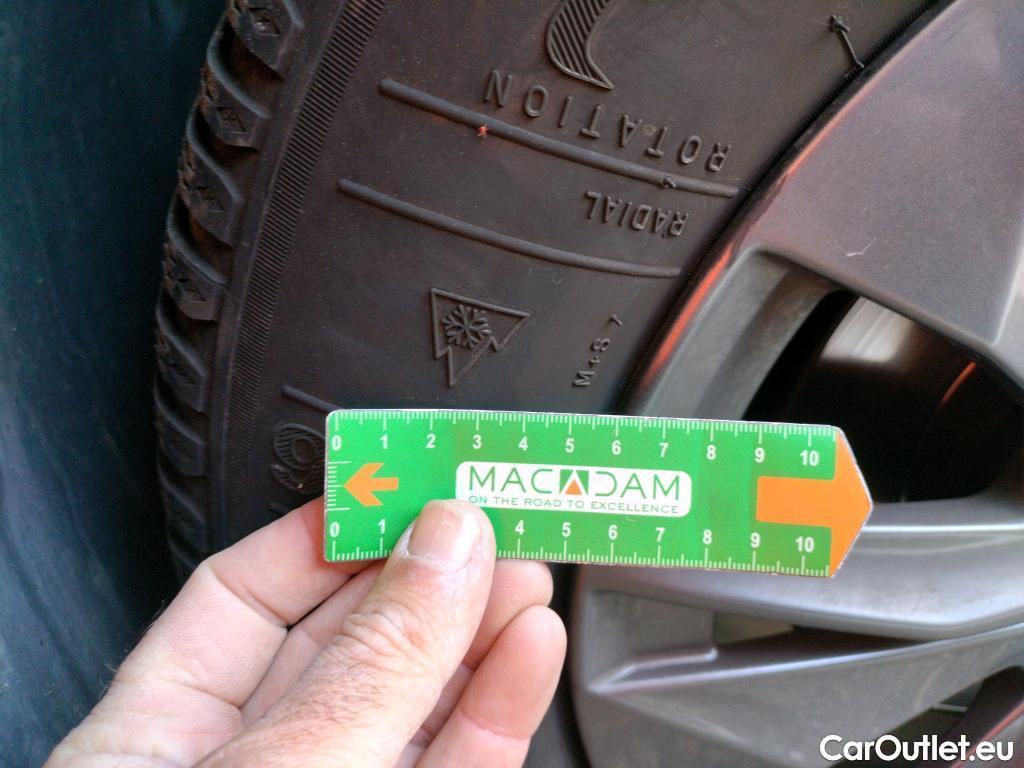 ROTATION
RADIAL
M+S >
0 1 2 3 4 5 6 7 8 9 10
MACADAM
ON THE ROAD TO EXCELLENCE
0 1 4 5 6 7 8 9 10
CarOutlet.eu